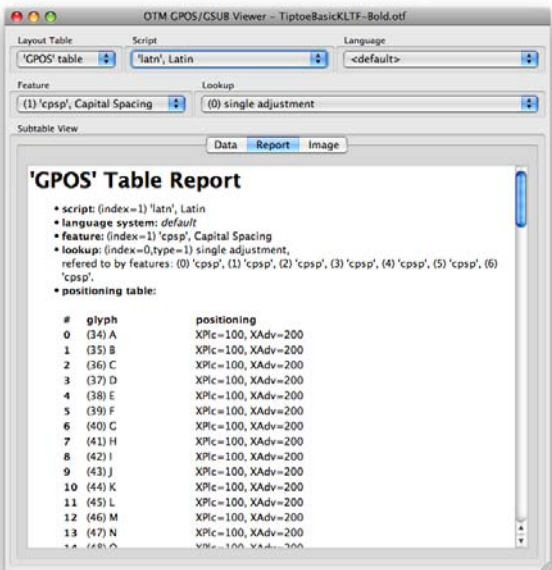 OTM GPOS/GSUB Viewer – TiptoeBasicKLTF-Bold.otf
Layout Table Script Language
'GPOS' table 'latn', Latin <default>
Feature Lookup
(1) 'cpsp', Capital Spacing (0) single adjustment
Subtable View
Data Report Image
'GPOS' Table Report
• script: (index=1) 'latn', Latin
• language system: default
• feature: (index=1) 'cpsp', Capital Spacing
• lookup: (index=0,type=1) single adjustment,
refered to by features: (0) 'cpsp', (1) 'cpsp', (2) 'cpsp', (3) 'cpsp', (4) 'cpsp', (5) 'cpsp', (6)
'cpsp'.
• positioning table:
# glyph positioning
0 (34) A XPlc=100, XAdv=200
1 (35) B XPlc=100, XAdv=200
2 (36) C XPlc=100, XAdv=200
3 (37) D XPlc=100, XAdv=200
4 (38) E XPlc=100, XAdv=200
5 (39) F XPlc=100, XAdv=200
6 (40) G XPlc=100, XAdv=200
7 (41) H XPlc=100, XAdv=200
8 (42) I XPlc=100, XAdv=200
9 (43) J XPlc=100, XAdv=200
10 (44) K XPlc=100, XAdv=200
11 (45) L XPlc=100, XAdv=200
12 (46) M XPlc=100, XAdv=200
13 (47) N XPlc=100, XAdv=200
14 (48) O XPlc=100, XAdv=200